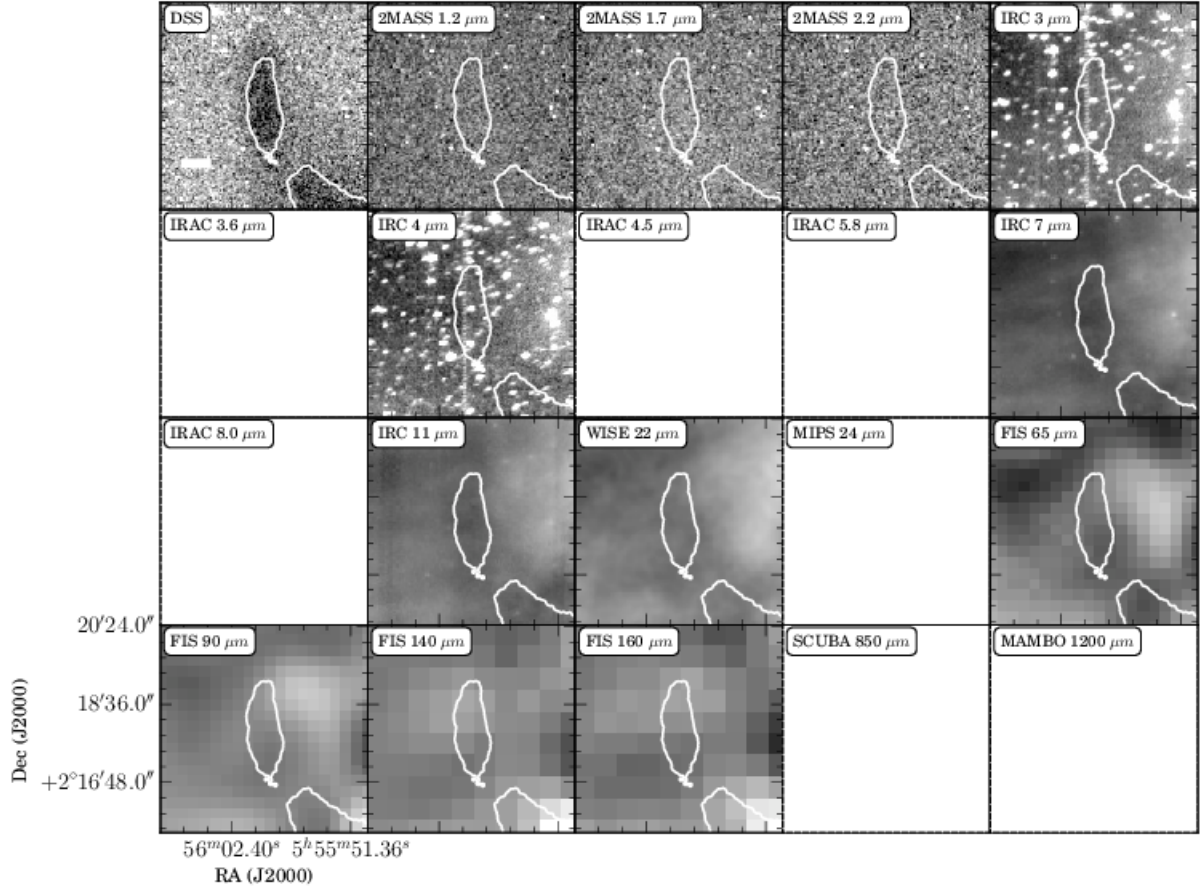 DSS
2MASS 1.2 μm
2MASS 1.7 μm
2MASS 2.2 μm
IRC 3 μm
IRAC 3.6 μm
IRC 4 μm
IRAC 4.5 μm
IRAC 5.8 μm
IRC 7 μm
IRAC 8.0 μm
IRC 11 μm
WISE 22 μm
MIPS 24 μm
FIS 65 μm
FIS 90 μm
FIS 140 μm
FIS 160 μm
SCUBA 850 μm
MAMBO 1200 μm
20′24.0″
18′36.0″
+2°16′48.0″
Dec (J2000)
56ᵐ02.40ˢ 5ʰ55ᵐ51.36ˢ
RA (J2000)